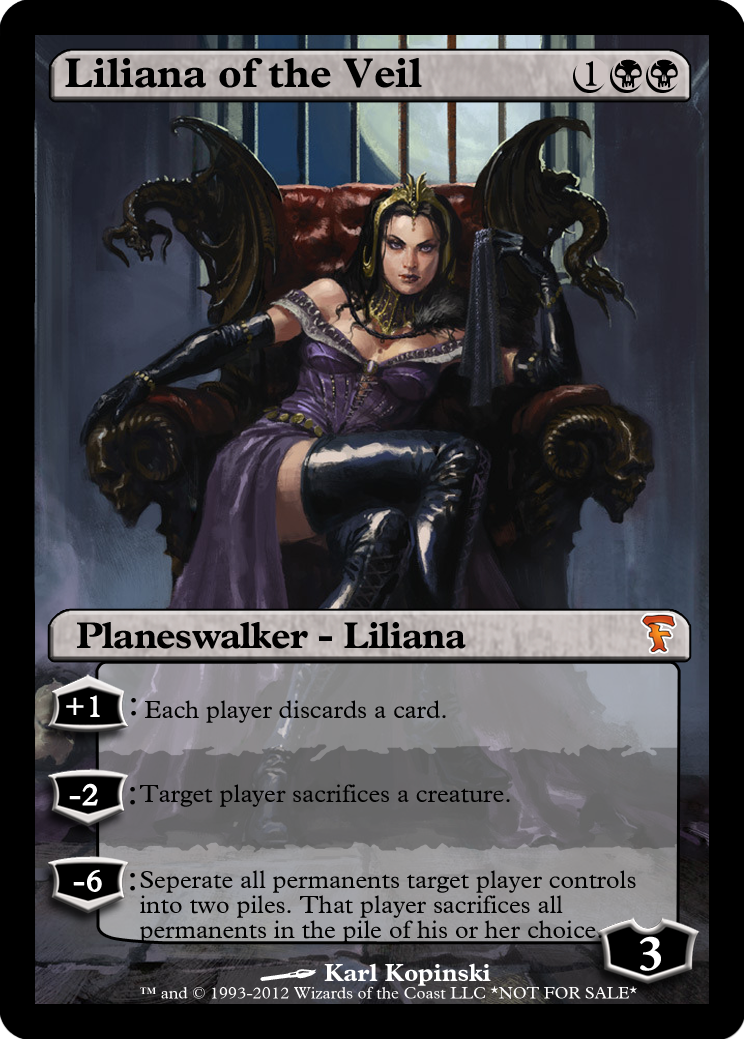 Liliana of the Veil 1
Planeswalker - Liliana F
+1 : Each player discards a card.
-2 : Target player sacrifices a creature.
-6 : Seperate all permanents target player controls
into two piles. That player sacrifices all
permanents in the pile of his or her choice.
3
Karl Kopinski
™ and © 1993-2012 Wizards of the Coast LLC *NOT FOR SALE*